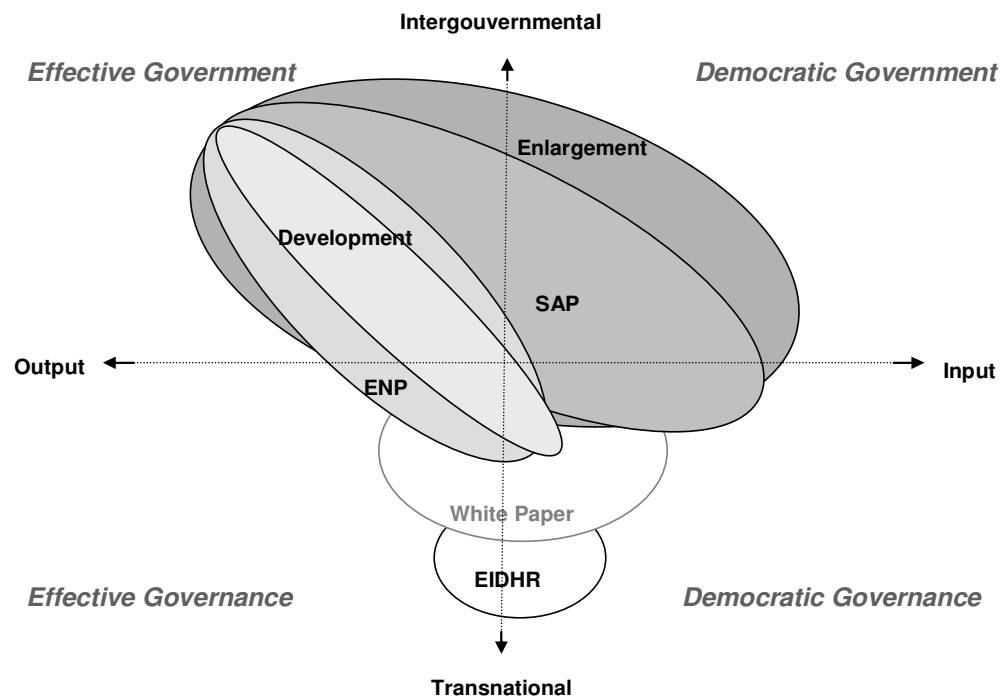 Intergouvernmental
Effective Government
Democratic Government
Enlargement
Development
SAP
Output
Input
ENP
White Paper
EIDHR
Effective Governance
Democratic Governance
Transnational